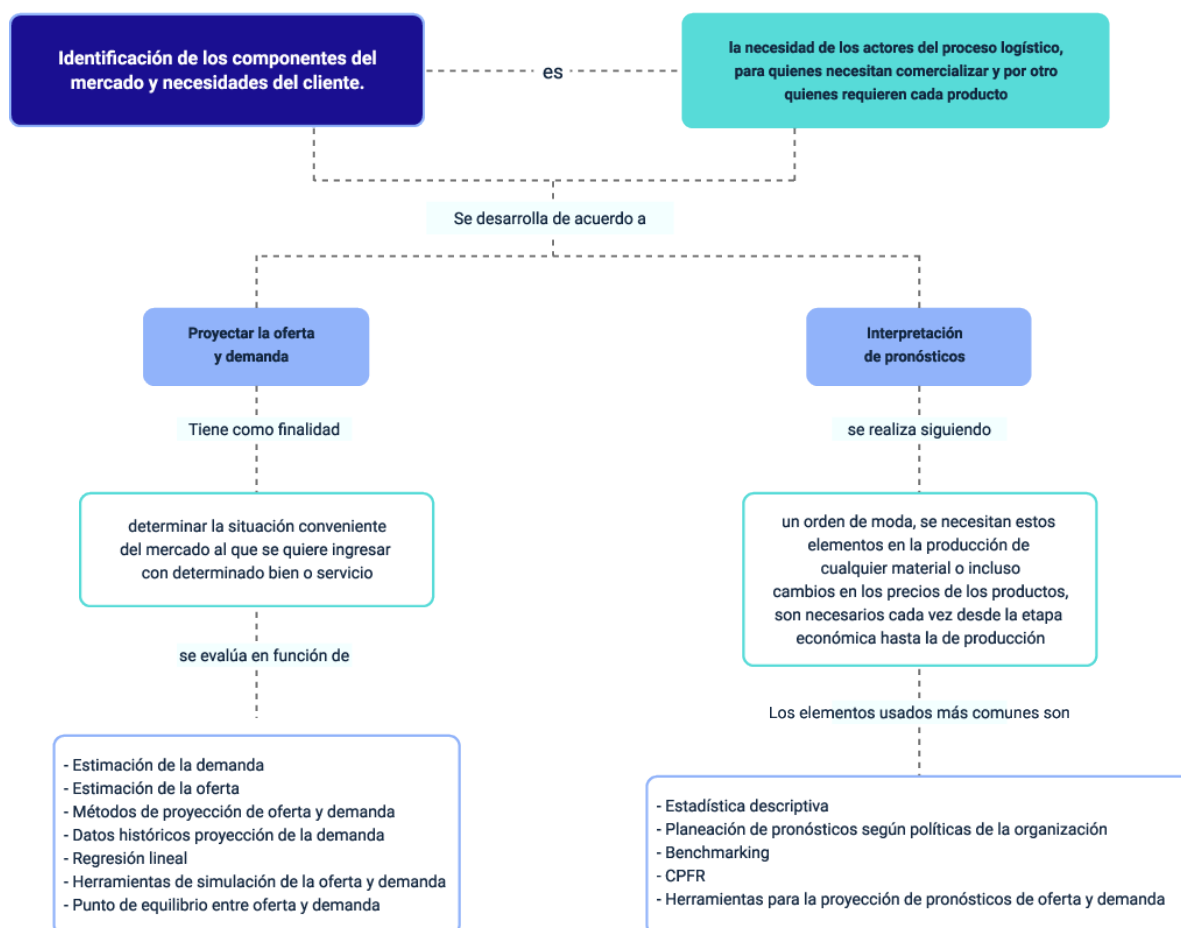 Identificación de los componentes del
mercado y necesidades del cliente.
es
la necesidad de los actores del proceso logístico,
para quienes necesitan comercializar y por otro
quienes requieren cada producto
Se desarrolla de acuerdo a
Proyectar la oferta
y demanda
Tiene como finalidad
determinar la situación conveniente
del mercado al que se quiere ingresar
con determinado bien o servicio
se evalúa en función de
- Estimación de la demanda
- Estimación de la oferta
- Métodos de proyección de oferta y demanda
- Datos históricos proyección de la demanda
- Regresión lineal
- Herramientas de simulación de la oferta y demanda
- Punto de equilibrio entre oferta y demanda
Interpretación
de pronósticos
se realiza siguiendo
un orden de moda, se necesitan estos
elementos en la producción de
cualquier material o incluso
cambios en los precios de los productos,
son necesarios cada vez desde la etapa
económica hasta la de producción
Los elementos usados más comunes son
- Estadística descriptiva
- Planeación de pronósticos según políticas de la organización
- Benchmarking
- CPFR
- Herramientas para la proyección de pronósticos de oferta y demanda